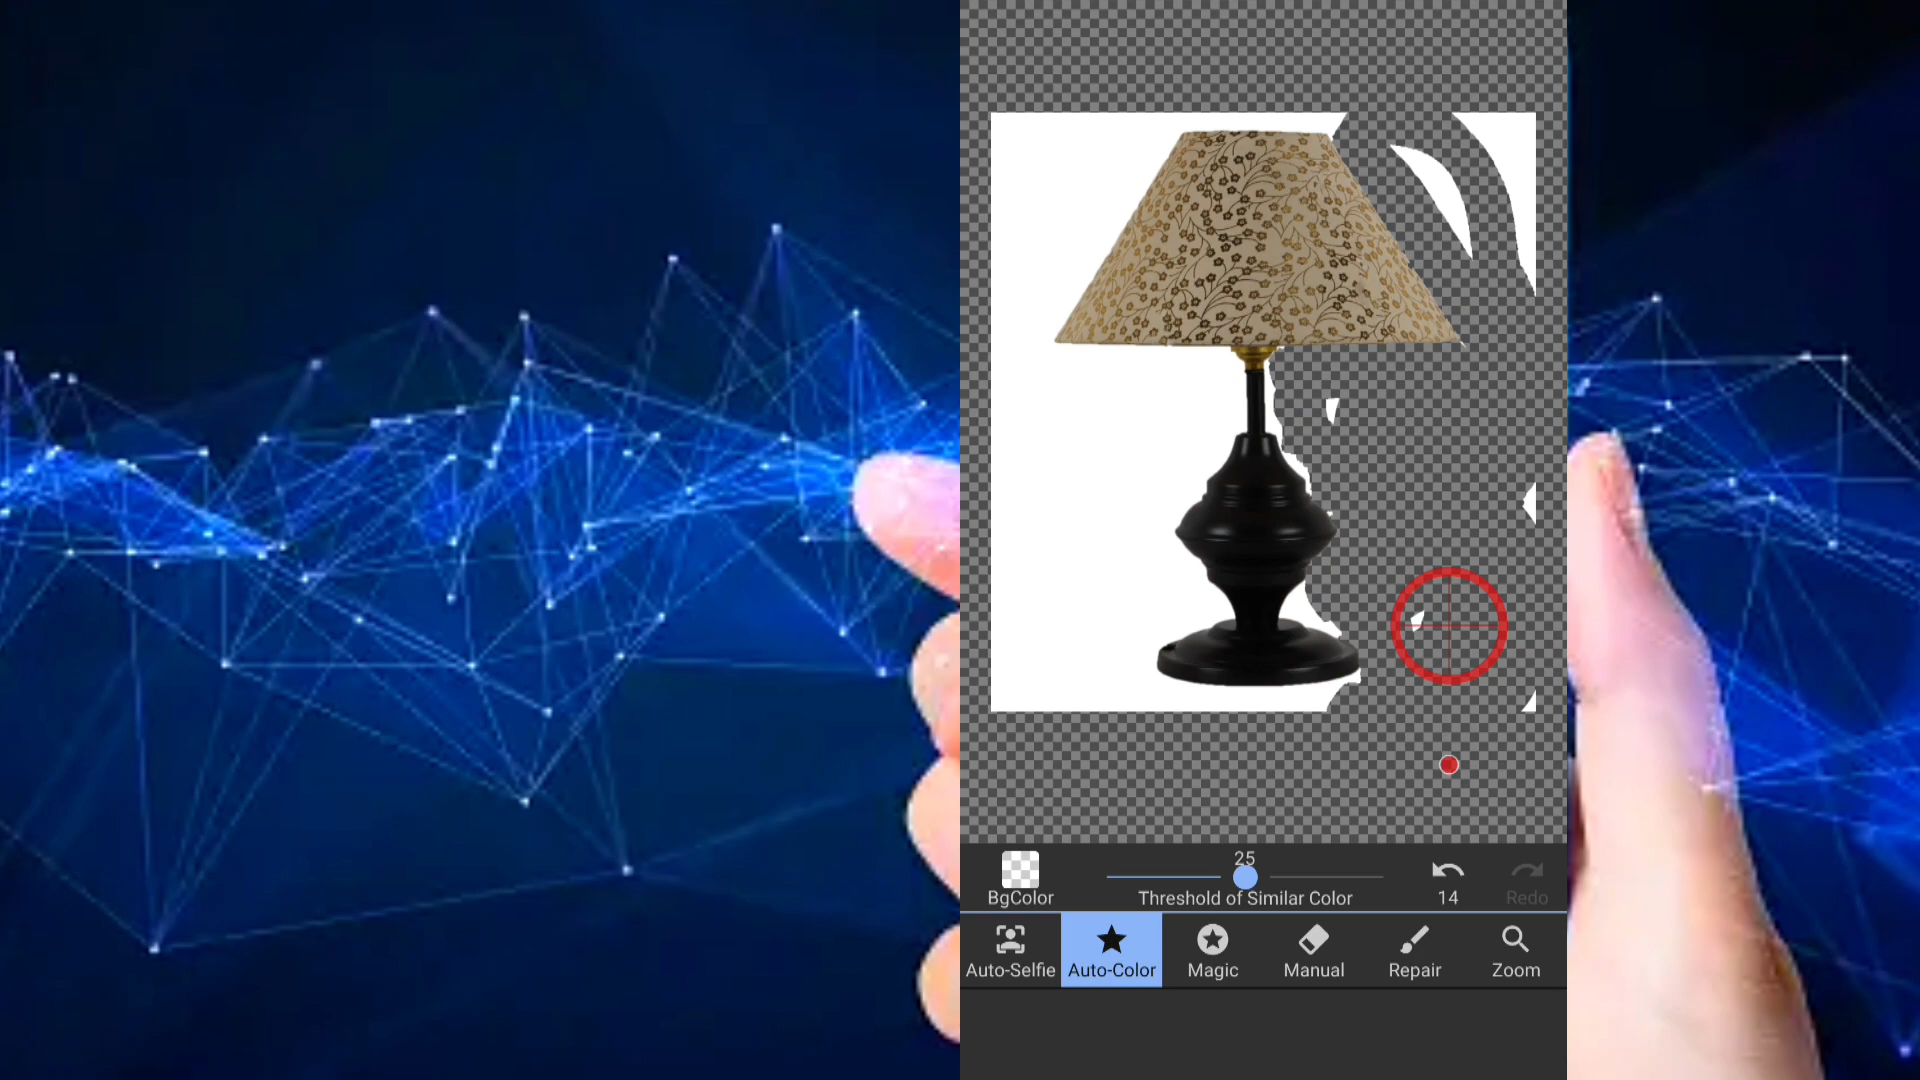 25
BgColor
Threshold of Similar Color
14
Redo
Auto-Selfie
Auto-Color
Magic
Manual
Repair
Zoom